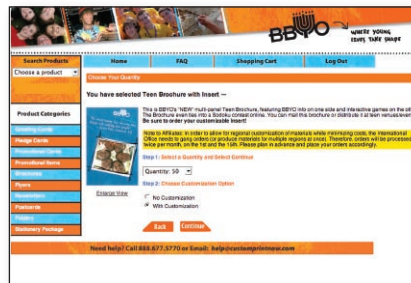 BBYO
WHERE YOUNG
IDEAS TAKE SHAPE
Search Products
Home
FAQ
Shopping Cart
Log Out
Choose a product
Choose Your Quantity
You have selected Teen Brochure with Insert —
Product Categories
Greeting Cards
Pledge Cards
Promotional Cards
Promotional Items
Brochures
Flyers
Newsletters
Postcards
Folders
Stationery Package
This is BBYO's "NEW" multi-panel Teen Brochure, featuring BBYO info on one side and interactive games on the
The Brochure even ties into a Sudoku contest online. You can mail this brochure or distribute it at teen venues/even
Be sure to order your customizable insert!
Note to Affiliates: In order to allow for regional customization of materials while minimizing costs, the International
Office needs to gang orders (or produce materials for multiple regions at once). Therefore, orders will be processed
twice per month, on the 1st and the 15th. Please plan in advance and place your orders accordingly.
Step 1: Select a Quantity and Select Continue
Quantity: 50
Enlarge View
Step 2: Choose Customization Option
No Customization
With Customization
Back
Continue
Need help? Call 888.677.5770 or Email: help@customprintnow.com